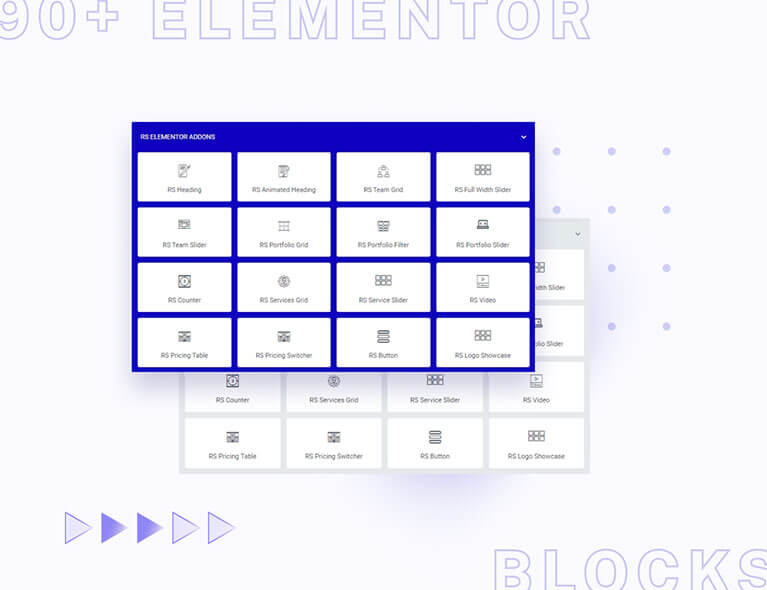 90+ ELEMENTOR
RS ELEMENTOR ADDONS
RS Heading RS Animated Heading RS Team Grid RS Full Width Slider
RS Team Slider RS Portfolio Grid RS Portfolio Filter RS Portfolio Slider
RS Counter RS Services Grid RS Service Slider RS Video
RS Pricing Table RS Pricing Switcher RS Button RS Logo Showcase
Width Slider
folio Slider
RS Counter RS Services Grid RS Service Slider RS Video
RS Pricing Table RS Pricing Switcher RS Button RS Logo Showcase
BLOCKS